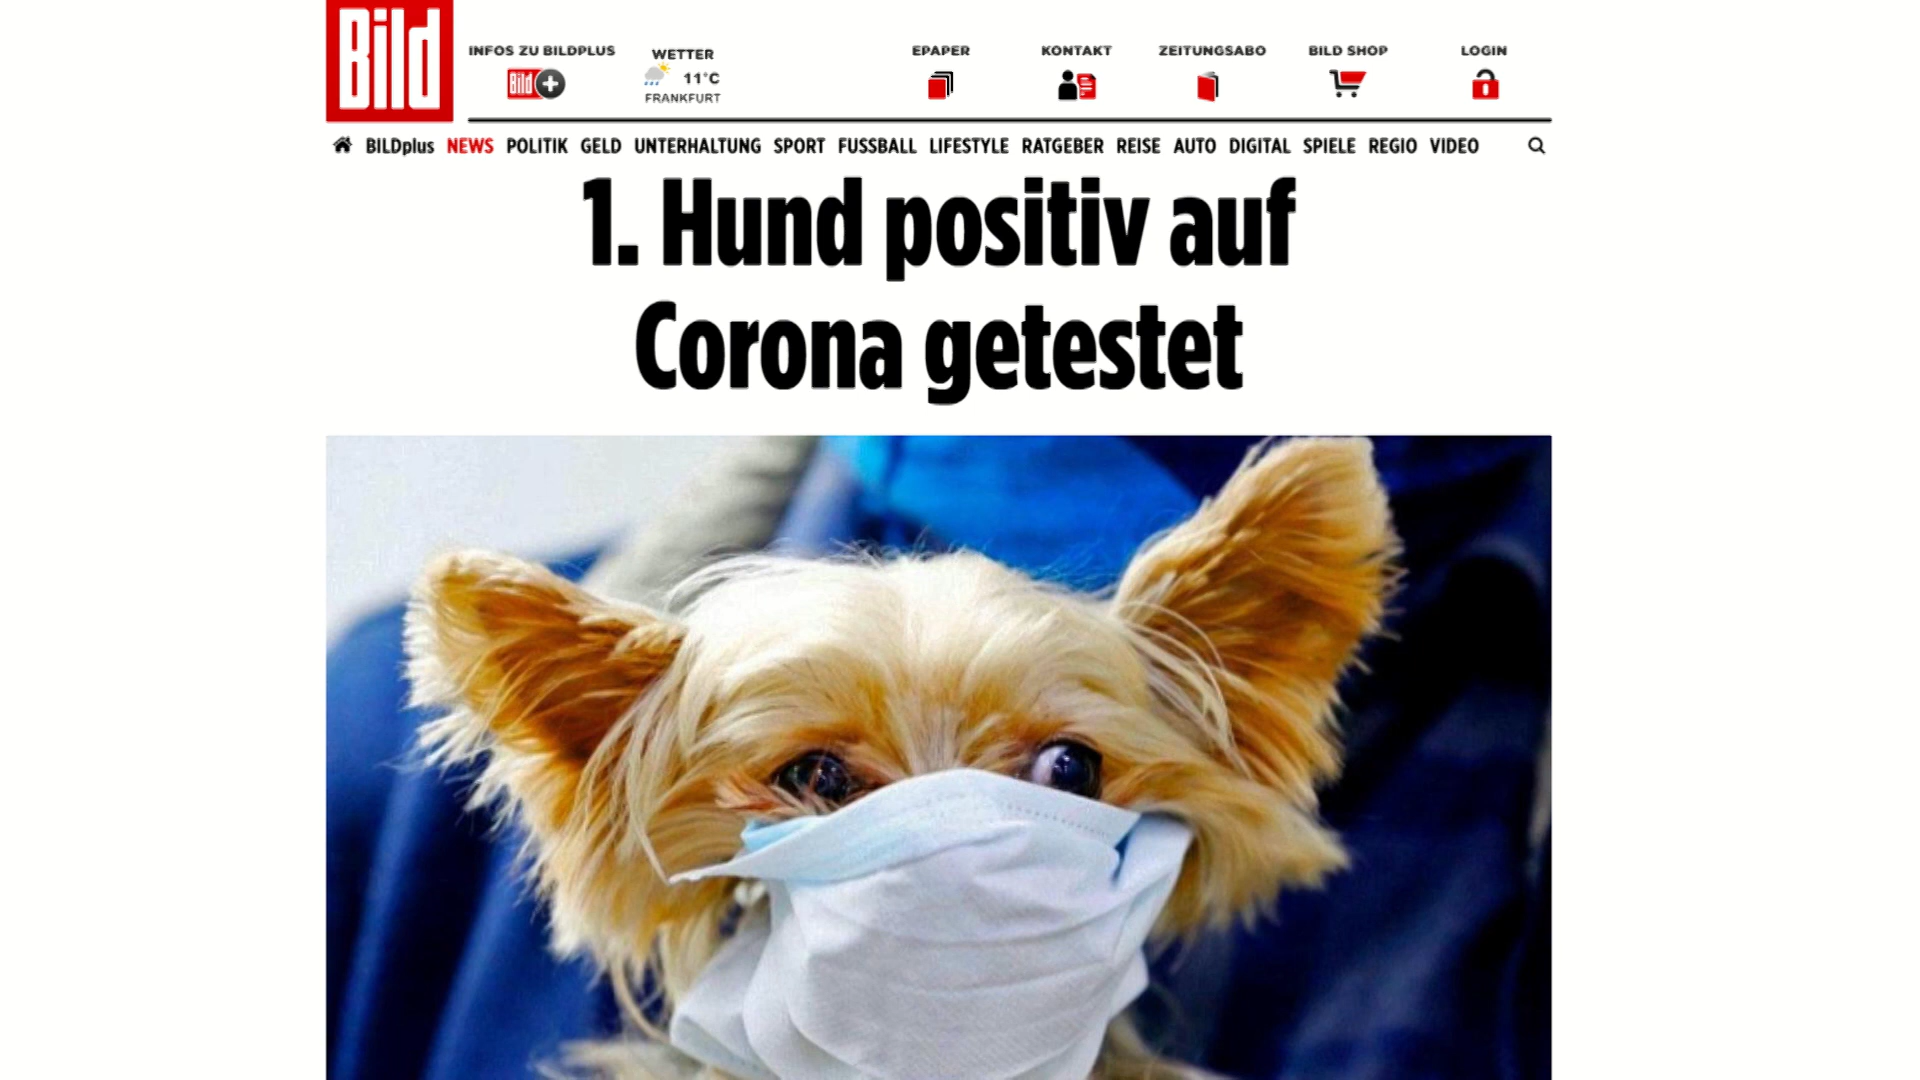 Bild
INFOS ZU BILDPLUS
Bild
WETTER
11°C
FRANKFURT
EPAPER
KONTAKT
ZEITUNGSABO
BILD SHOP
LOGIN
BILDplus NEWS POLITIK GELD UNTERHALTUNG SPORT FUSSBALL LIFESTYLE RATGEBER REISE AUTO DIGITAL SPIELE REGIO VIDEO
1. Hund positiv auf
Corona getestet